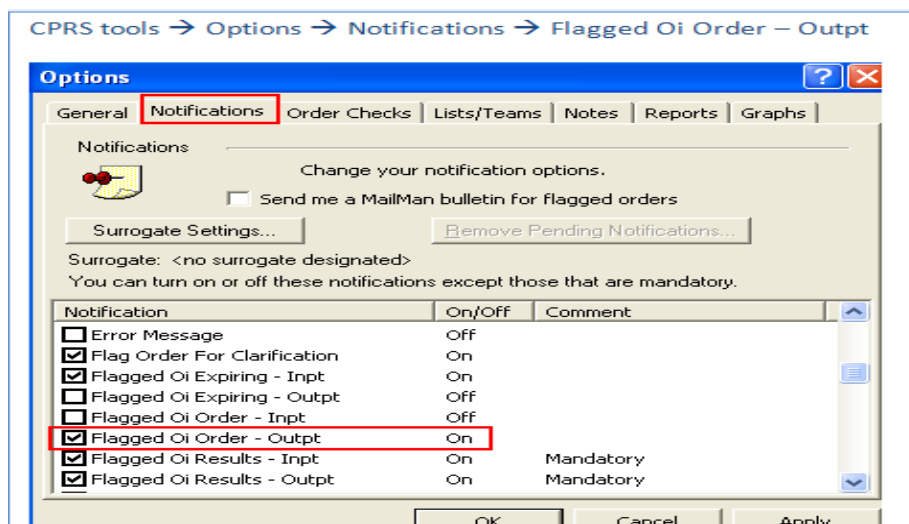 CPRS tools → Options → Notifications → Flagged Oi Order – Outpt
Options
General Notifications Order Checks Lists/Teams Notes Reports Graphs
Notifications
Change your notification options.
Send me a MailMan bulletin for flagged orders
Surrogate Settings... Remove Pending Notifications...
Surrogate: <no surrogate designated>
You can turn on or off these notifications except those that are mandatory.
Notification On/Off Comment
Error Message Off
Flag Order For Clarification On
Flagged Oi Expiring - Inpt On
Flagged Oi Expiring - Outpt Off
Flagged Oi Order - Inpt Off
Flagged Oi Order - Outpt On
Flagged Oi Results - Inpt On Mandatory
Flagged Oi Results - Outpt On Mandatory
OK Cancel Apply